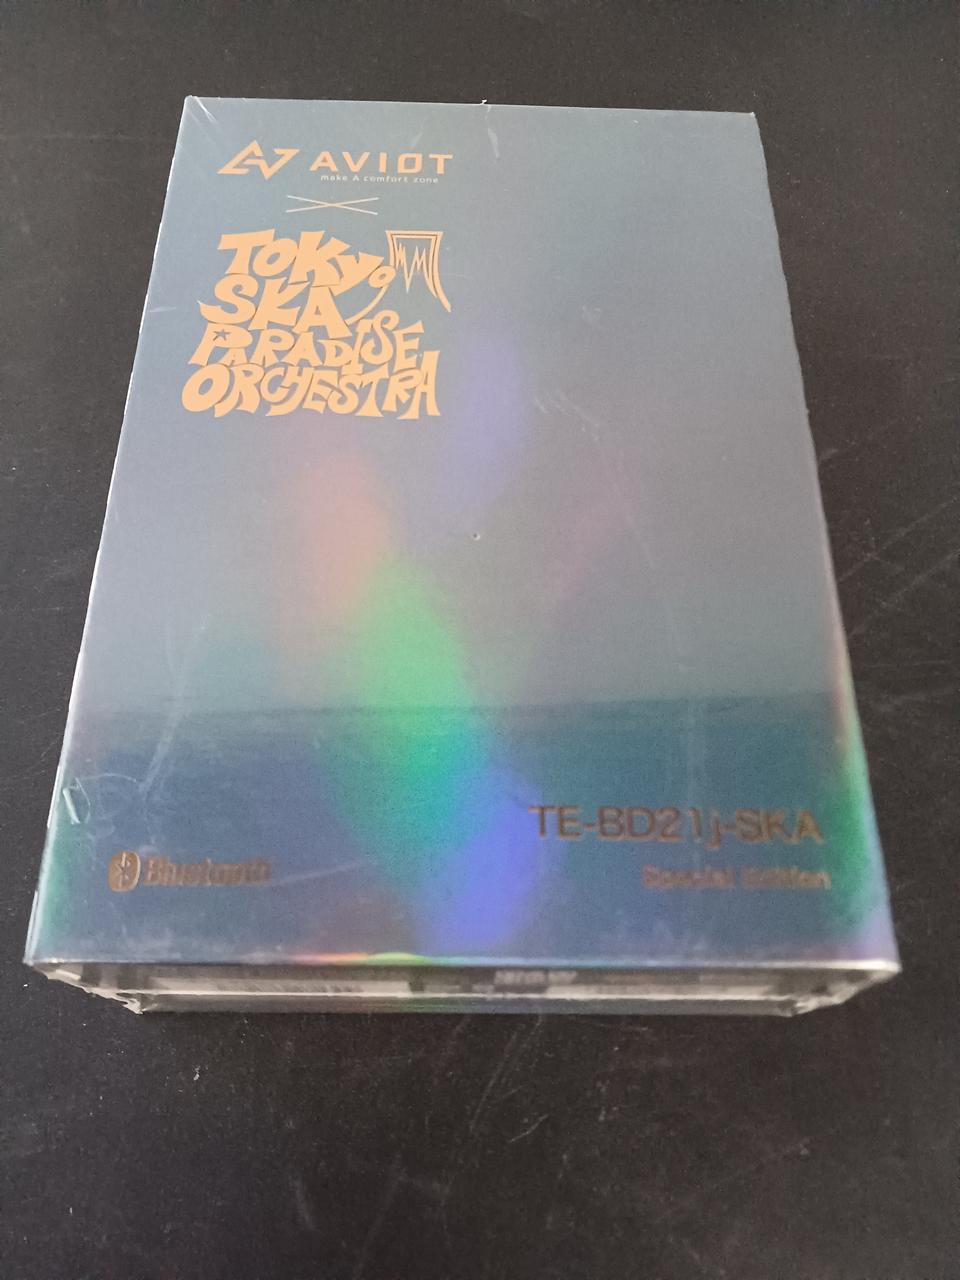 AVIOT
make A comfort zone
TOKYO
SKA
PARADISE
ORCHESTRA
TE-BD21j-SKA
Bluetooth
Special Edition